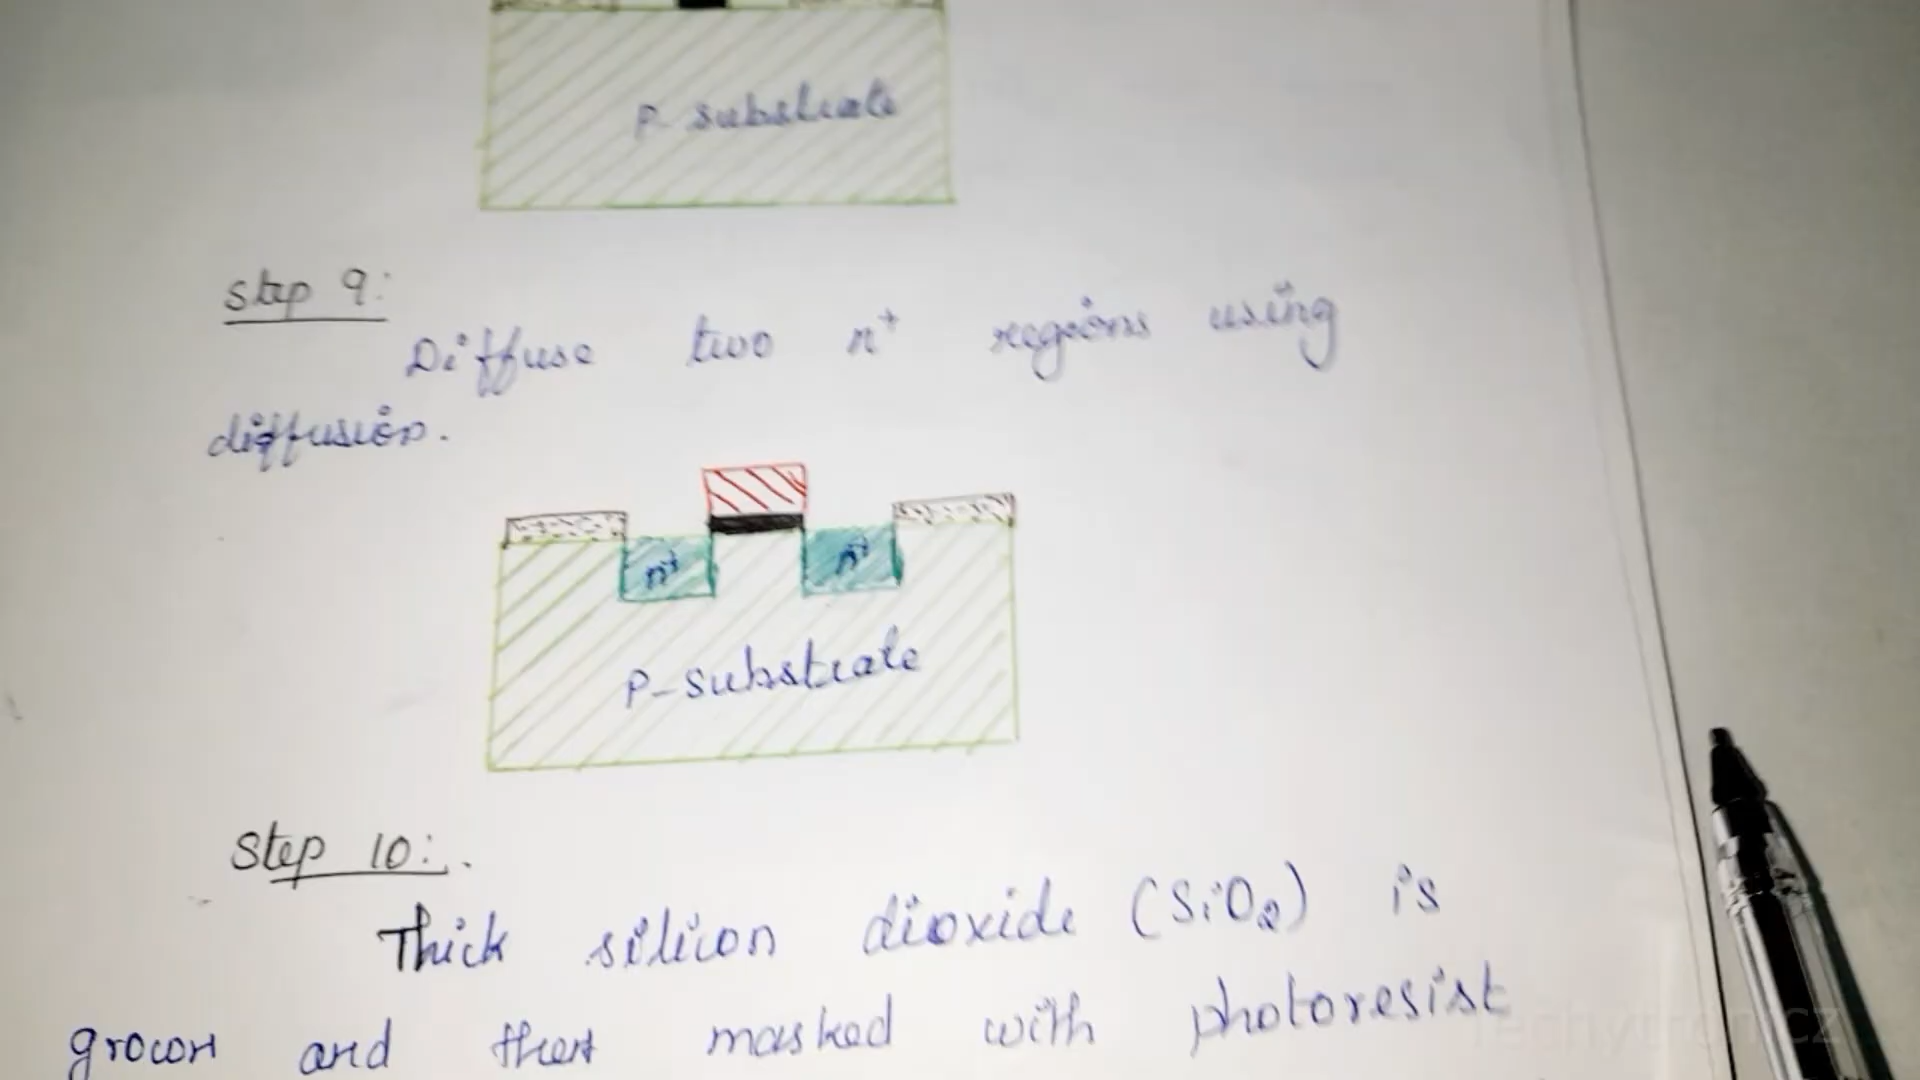 P- substrate
Step 9:
Diffuse two n⁺ regions using
diffusion.
n⁺ n⁺
P-substrate
Step 10:.
Thick silicon dioxide (SiO₂) is
grown and then masked with photoresist